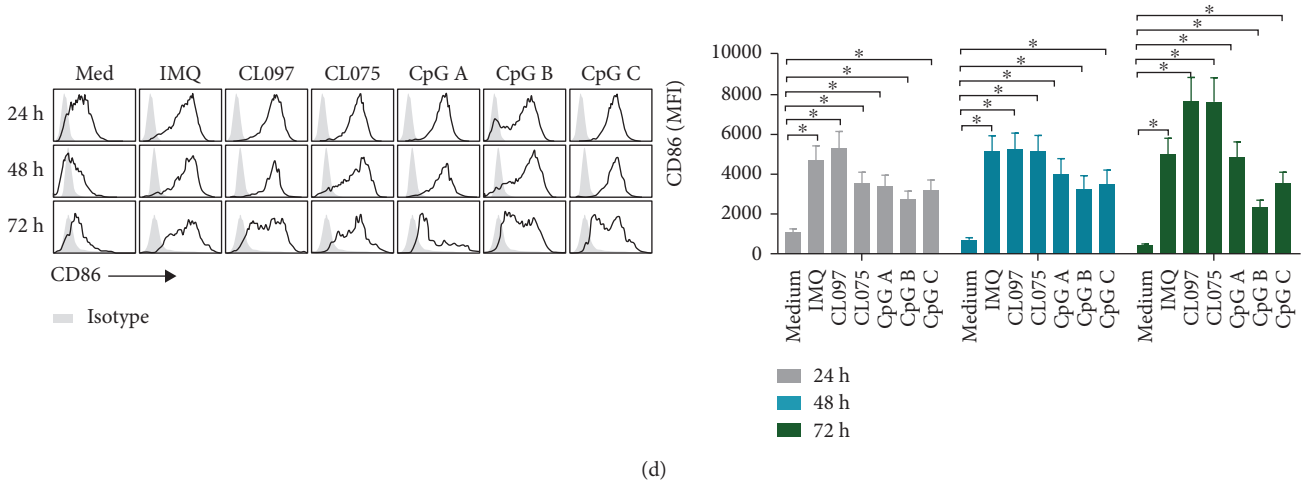 Med IMQ CL097 CL075 CpG A CpG B CpG C
24 h
48 h
72 h
CD86
Isotype
* * * * * *
* * * * * *
* * * * * *
CD86 (MFI)
10000
8000
6000
4000
2000
0
Medium IMQ CL097 CL075 CpG A CpG B CpG C
Medium IMQ CL097 CL075 CpG A CpG B CpG C
Medium IMQ CL097 CL075 CpG A CpG B CpG C
24 h
48 h
72 h
(d)